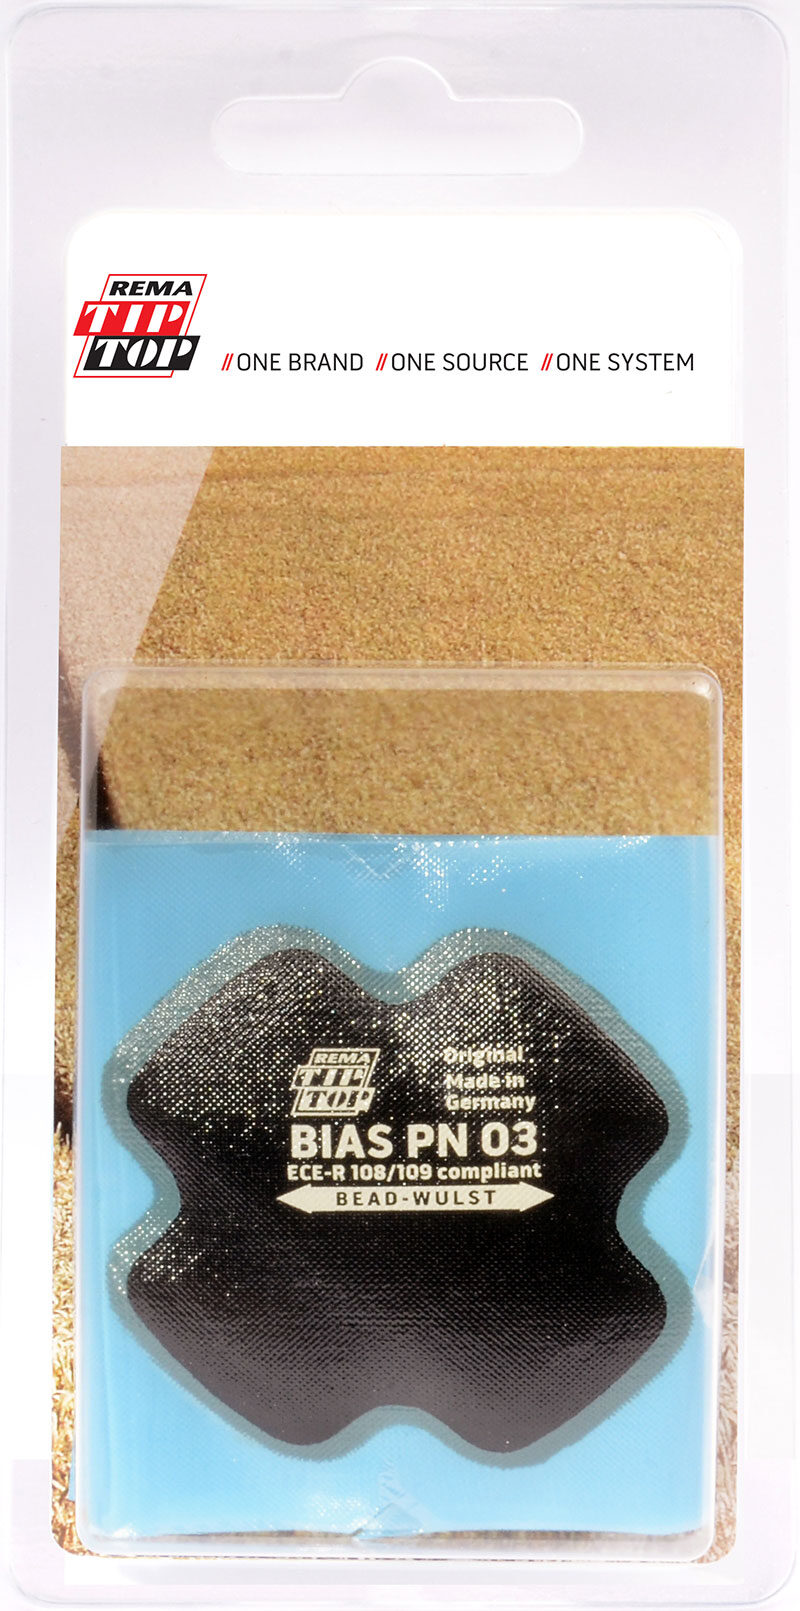 REMA
TIP
TOP
//ONE BRAND //ONE SOURCE //ONE SYSTEM
REMA
TIP
TOP
Original
Made in
Germany
BIAS PN 03
ECE-R 108/109 compliant
BEAD-WULST